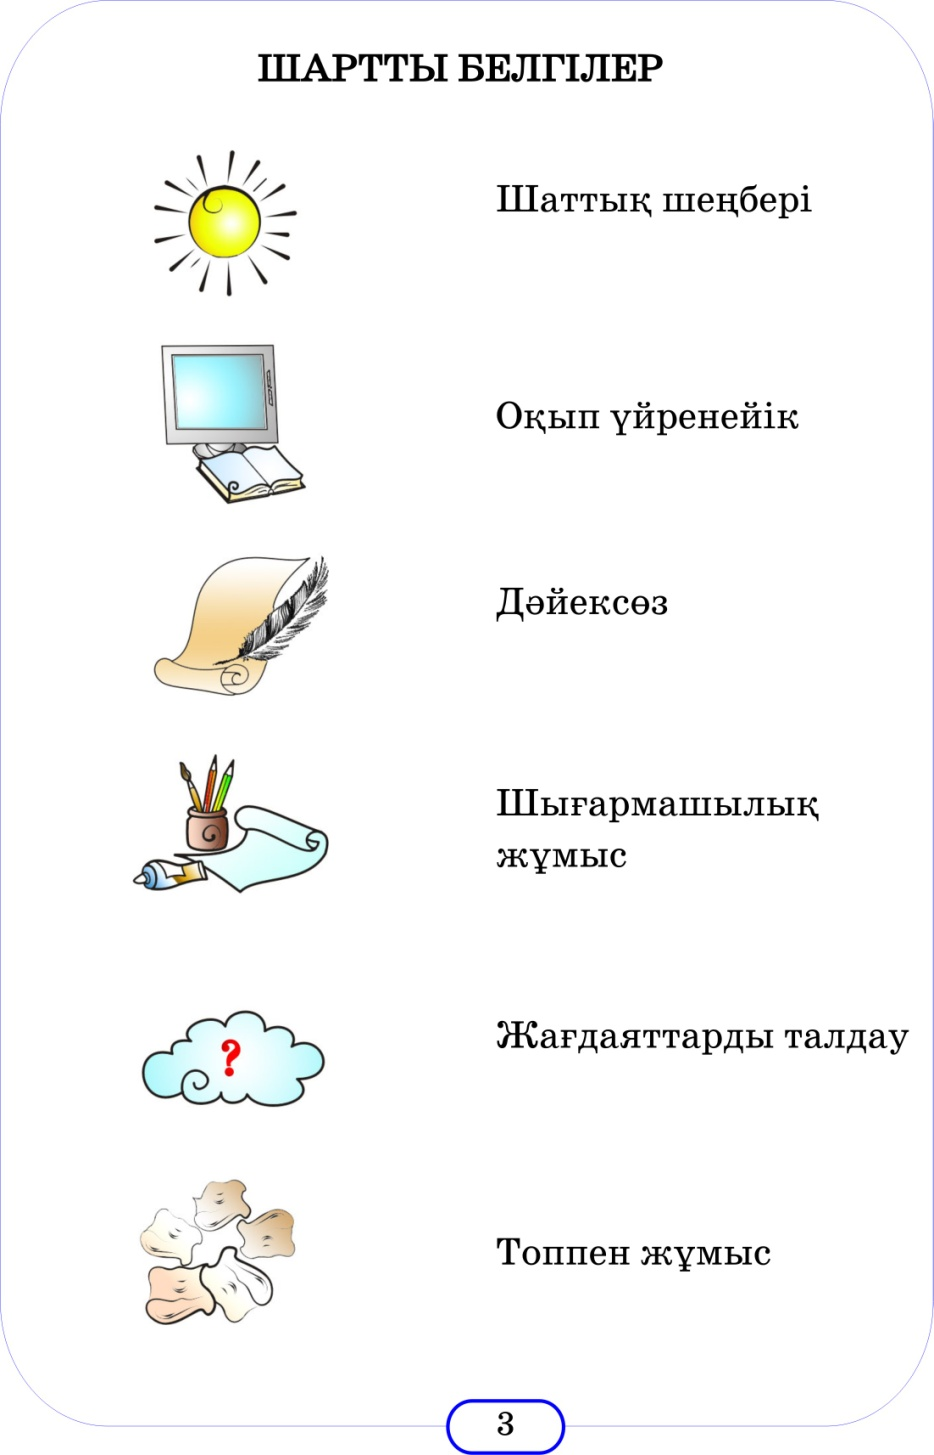 ШАРТТЫ БЕЛГІЛЕР
Шаттық шеңбері
Оқып үйренейік
Дәйексөз
Шығармашылық
жұмыс
?
Жағдаяттарды талдау
Топпен жұмыс
3